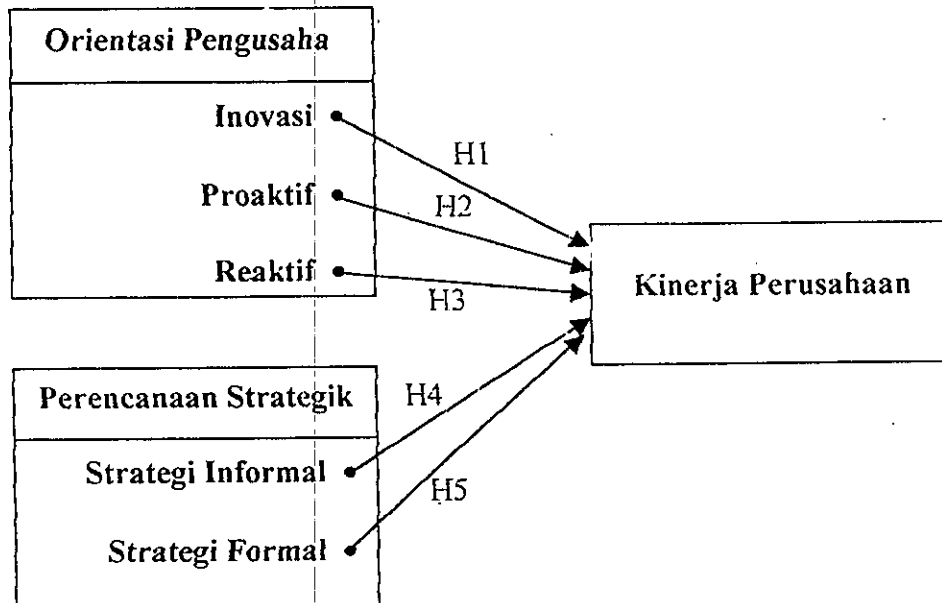 Orientasi Pengusaha
Inovasi
Proaktif
Reaktif
H1
H2
H3
Kinerja Perusahaan
Perencanaan Strategik
Strategi Informal
Strategi Formal
H4
H5